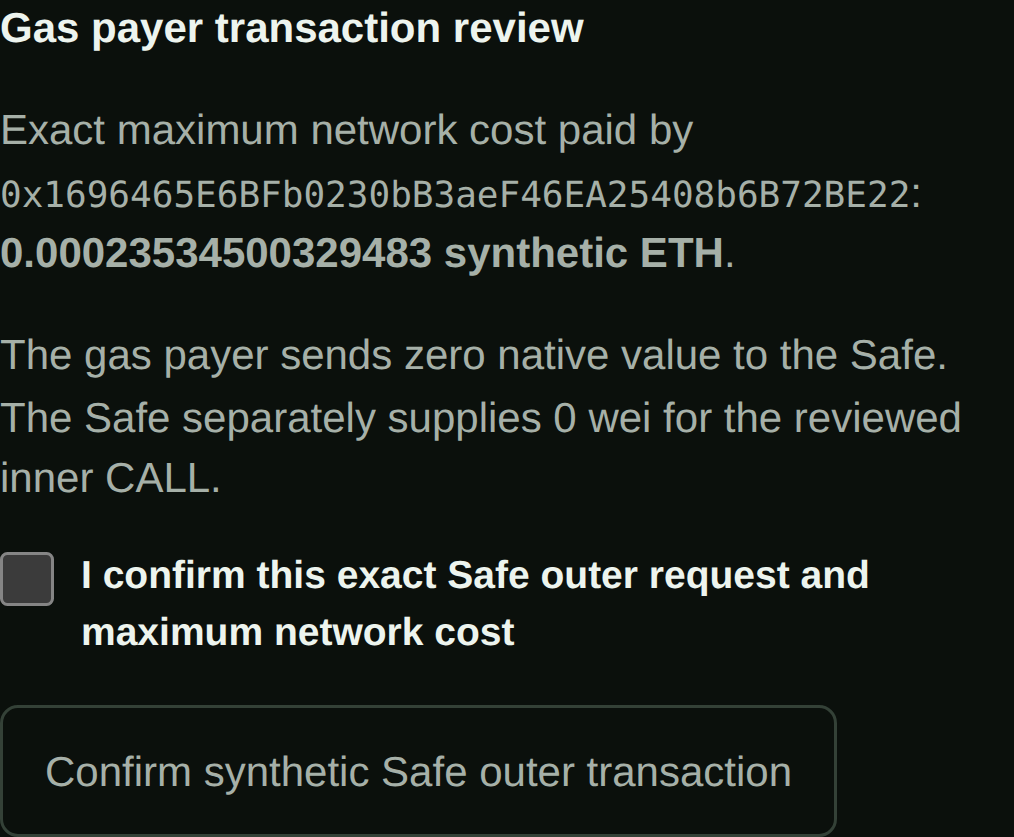 Gas payer transaction review
Exact maximum network cost paid by
0x1696465E6BFb0230bB3aeF46EA25408b6B72BE22:
0.00023534500329483 synthetic ETH.
The gas payer sends zero native value to the Safe.
The Safe separately supplies 0 wei for the reviewed
inner CALL.
I confirm this exact Safe outer request and
maximum network cost
Confirm synthetic Safe outer transaction